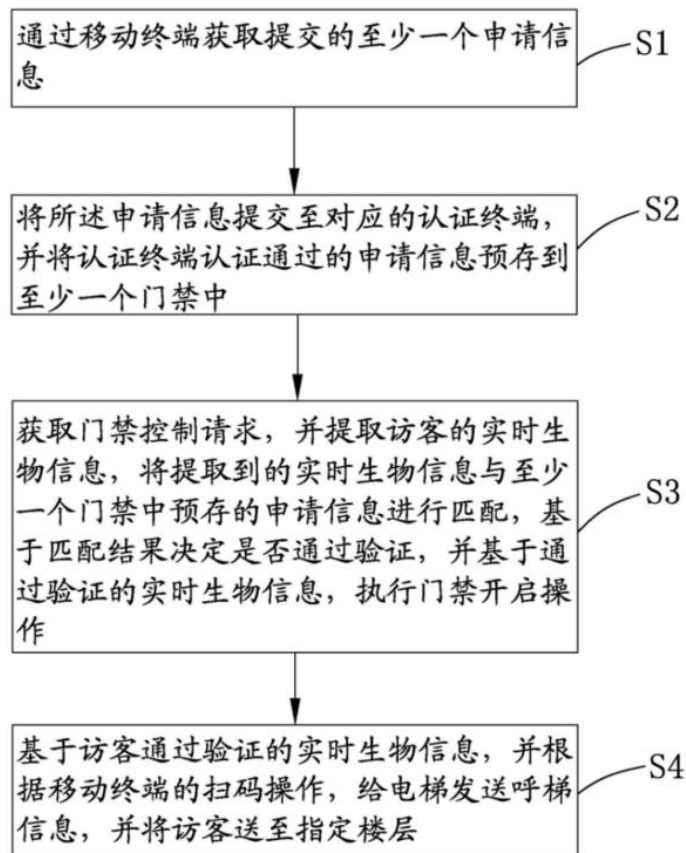 通过移动终端获取提交的至少一个申请信
息
S1
将所述申请信息提交至对应的认证终端，
并将认证终端认证通过的申请信息预存到
至少一个门禁中
S2
获取门禁控制请求，并提取访客的实时生
物信息，将提取到的实时生物信息与至少
一个门禁中预存的申请信息进行匹配，基
于匹配结果决定是否通过验证，并基于通
过验证的实时生物信息，执行门禁开启操
作
S3
基于访客通过验证的实时生物信息，并根
据移动终端的扫码操作，给电梯发送呼梯
信息，并将访客送至指定楼层
S4